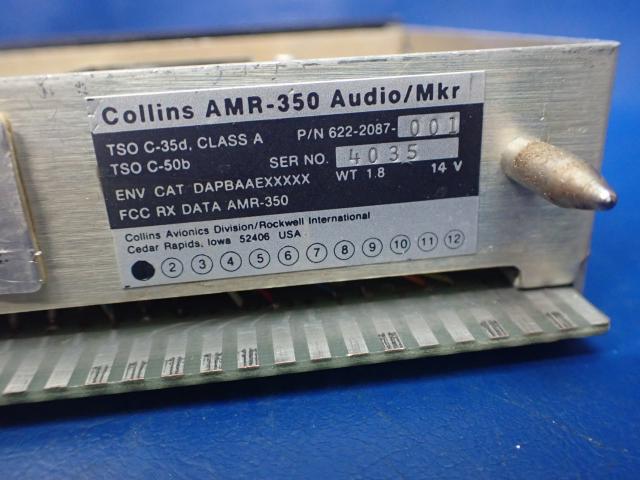 Collins AMR-350 Audio/Mkr
TSO C-35d, CLASS A P/N 622-2087-001
TSO C-50b SER NO. 4035
ENV CAT DAPBAAEXXXXX WT 1.8 14 V
FCC RX DATA AMR-350
Collins Avionics Division/Rockwell International
Cedar Rapids, Iowa 52406 USA
2 3 4 5 6 7 8 9 10 11 12